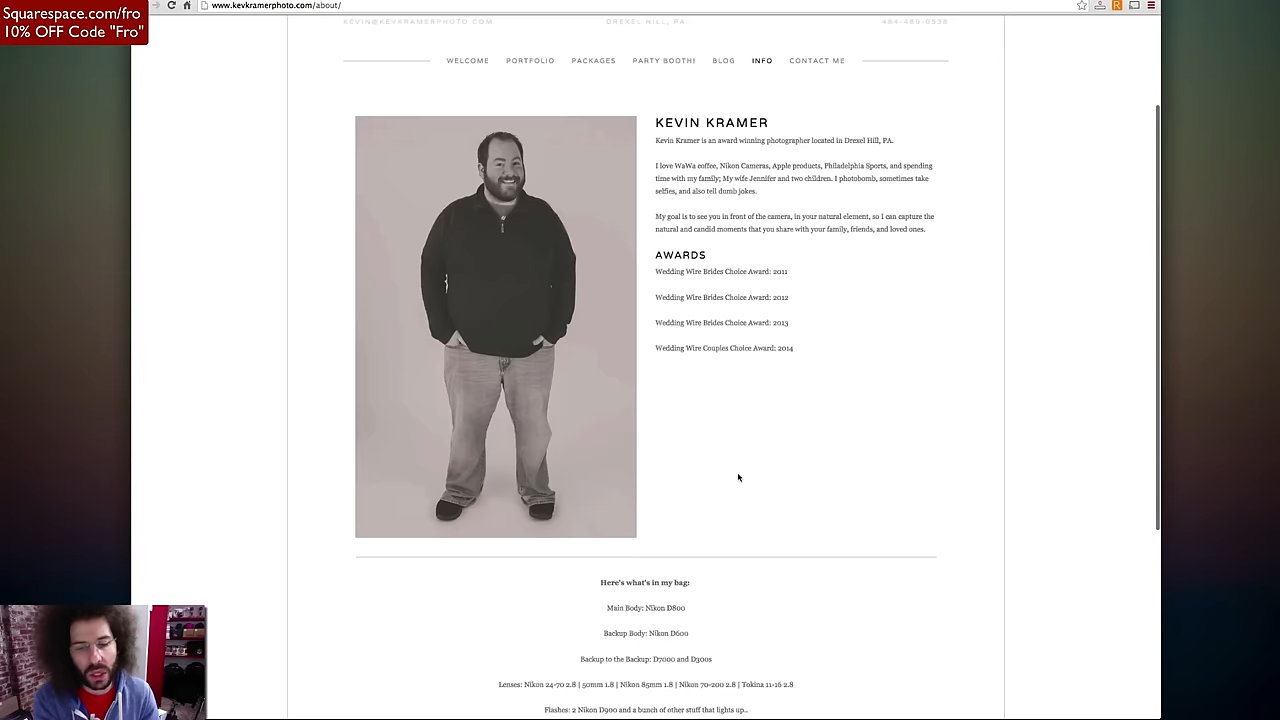 Squarespace.com/fro
10% OFF Code "Fro"
www.kevkramerphoto.com/about/
KEVIN@KEVKRAMERPHOTO.COM DREXEL HILL, PA 484-469-0538
WELCOME PORTFOLIO PACKAGES PARTY BOOTH! BLOG INFO CONTACT ME
KEVIN KRAMER
Kevin Kramer is an award winning photographer located in Drexel Hill, PA.
I love WaWa coffee, Nikon Cameras, Apple products, Philadelphia Sports, and spending
time with my family; My wife Jennifer and two children. I photobomb, sometimes take
selfies, and also tell dumb jokes.
My goal is to see you in front of the camera, in your natural element, so I can capture the
natural and candid moments that you share with your family, friends, and loved ones.
AWARDS
Wedding Wire Brides Choice Award: 2011
Wedding Wire Brides Choice Award: 2012
Wedding Wire Brides Choice Award: 2013
Wedding Wire Couples Choice Award: 2014
Here's what's in my bag:
Main Body: Nikon D800
Backup Body: Nikon D600
Backup to the Backup: D7000 and D300s
Lenses: Nikon 24-70 2.8 | 50mm 1.8 | Nikon 85mm 1.8 | Nikon 70-200 2.8 | Tokina 11-16 2.8
Flashes: 2 Nikon D900 and a bunch of other stuff that lights up..